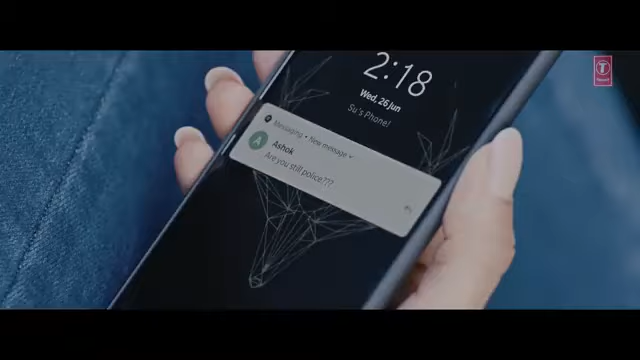 2:18
Wed, 26 Jun
Su's Phone!
Messaging • New message
Ashok
A
Are you still police???
T